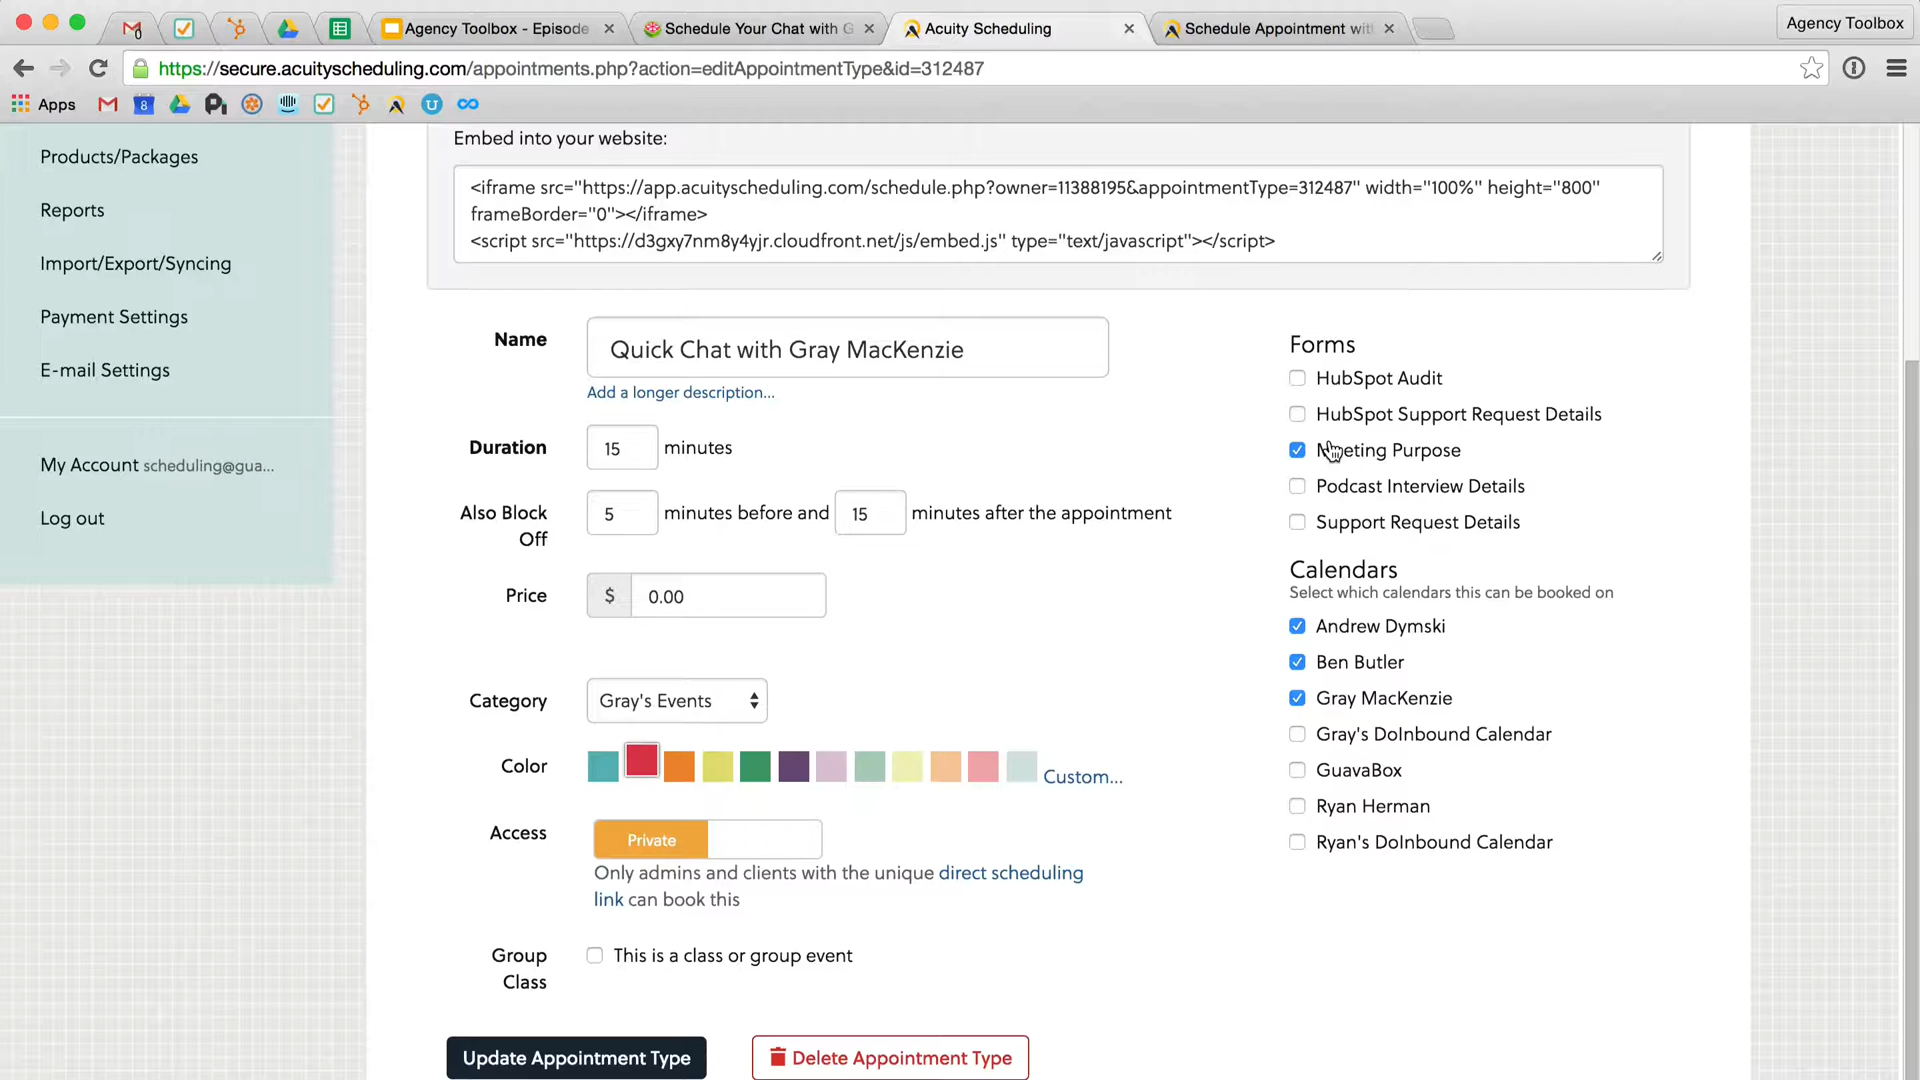 Agency Toolbox - Episode
Schedule Your Chat with G
Acuity Scheduling
Schedule Appointment wit
Agency Toolbox
https://secure.acuityscheduling.com/appointments.php?action=editAppointmentType&id=312487
Apps
8
U
Products/Packages
Reports
Import/Export/Syncing
Payment Settings
E-mail Settings
My Account scheduling@gua...
Log out
Embed into your website:
<iframe src="https://app.acuityscheduling.com/schedule.php?owner=11388195&appointmentType=312487" width="100%" height="800"
frameBorder="0"></iframe>
<script src="https://d3gxy7nm8y4yjr.cloudfront.net/js/embed.js" type="text/javascript"></script>
Name
Quick Chat with Gray MacKenzie
Add a longer description...
Duration
15 minutes
Also Block
Off
5 minutes before and 15 minutes after the appointment
Price
$ 0.00
Category
Gray's Events
Color
Custom...
Access
Private
Only admins and clients with the unique direct scheduling
link can book this
Group
Class
This is a class or group event
Update Appointment Type
Delete Appointment Type
Forms
HubSpot Audit
HubSpot Support Request Details
Meeting Purpose
Podcast Interview Details
Support Request Details
Calendars
Select which calendars this can be booked on
Andrew Dymski
Ben Butler
Gray MacKenzie
Gray's DoInbound Calendar
GuavaBox
Ryan Herman
Ryan's DoInbound Calendar